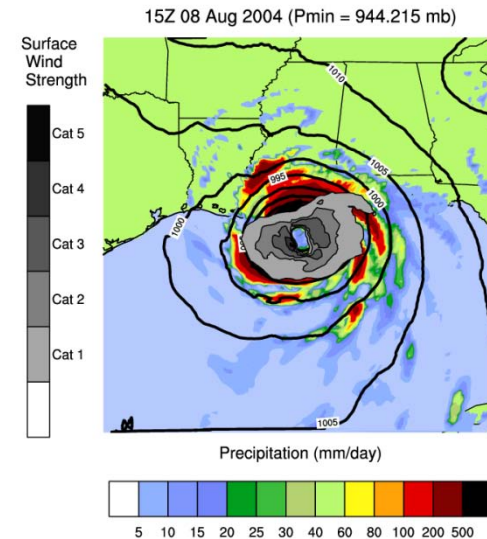 15Z 08 Aug 2004 (Pmin = 944.215 mb)
Surface
Wind
Strength
Cat 5
Cat 4
Cat 3
Cat 2
Cat 1
1010
1005
995
1000
1000
1005
Precipitation (mm/day)
5 10 15 20 25 30 40 60 80 100 200 500